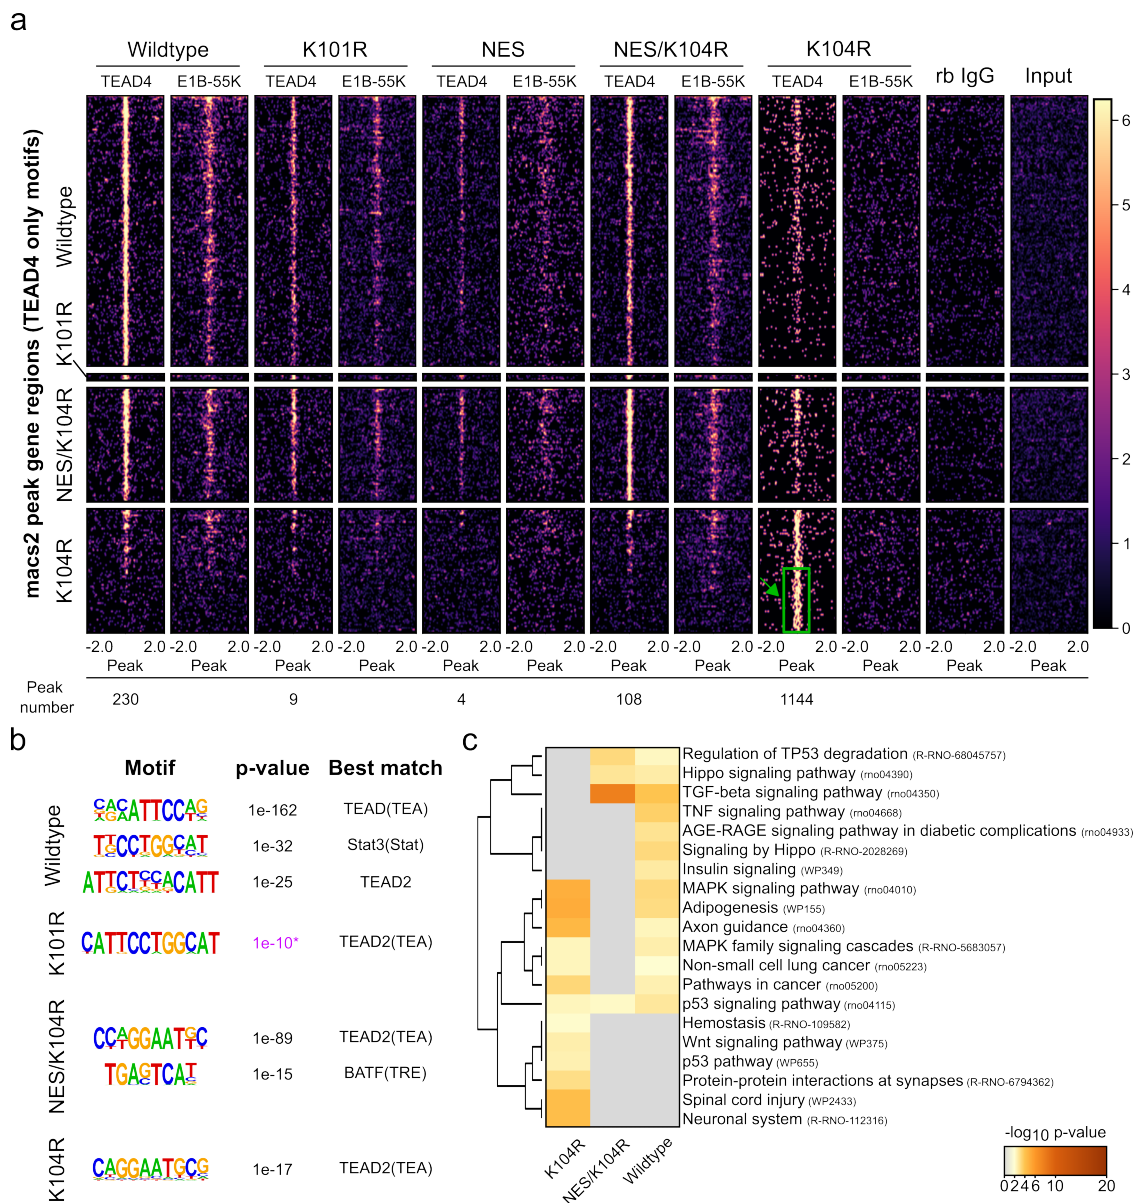 a
Wildtype K101R NES NES/K104R K104R
TEAD4 E1B-55K TEAD4 E1B-55K TEAD4 E1B-55K TEAD4 E1B-55K TEAD4 E1B-55K rb IgG Input
macs2 peak gene regions (TEAD4 only motifs)
Wildtype
K101R
NES/K104R
K104R
6
5
4
3
2
1
0
-2.0 2.0 -2.0 2.0 -2.0 2.0 -2.0 2.0 -2.0 2.0 -2.0 2.0 -2.0 2.0 -2.0 2.0 -2.0 2.0 -2.0 2.0 -2.0 2.0 -2.0 2.0
Peak Peak Peak Peak Peak Peak Peak Peak Peak Peak Peak Peak
Peak number 230 9 4 108 1144
b
Motif p-value Best match
Wildtype
1e-162 TEAD(TEA)
1e-32 Stat3(Stat)
ATTCTCCACATT 1e-25 TEAD2
K101R
CATTCCTGGCAT 1e-10* TEAD2(TEA)
NES/K104R
CCAGGAATGC 1e-89 TEAD2(TEA)
TGAGTCAT 1e-15 BATF(TRE)
K104R
CAGGAATGCG 1e-17 TEAD2(TEA)
c
Regulation of TP53 degradation (R-RNO-68045757)
Hippo signaling pathway (rno04390)
TGF-beta signaling pathway (rno04350)
TNF signaling pathway (rno04668)
AGE-RAGE signaling pathway in diabetic complications (rno04933)
Signaling by Hippo (R-RNO-2028269)
Insulin signaling (WP349)
MAPK signaling pathway (rno04010)
Adipogenesis (WP155)
Axon guidance (rno04360)
MAPK family signaling cascades (R-RNO-5683057)
Non-small cell lung cancer (rno05223)
Pathways in cancer (rno05200)
p53 signaling pathway (rno04115)
Hemostasis (R-RNO-109582)
Wnt signaling pathway (WP375)
p53 pathway (WP655)
Protein-protein interactions at synapses (R-RNO-6794362)
Spinal cord injury (WP2433)
Neuronal system (R-RNO-112316)
K104R
NES/K104R
Wildtype
-log10 p-value
0 2 4 6 10 20